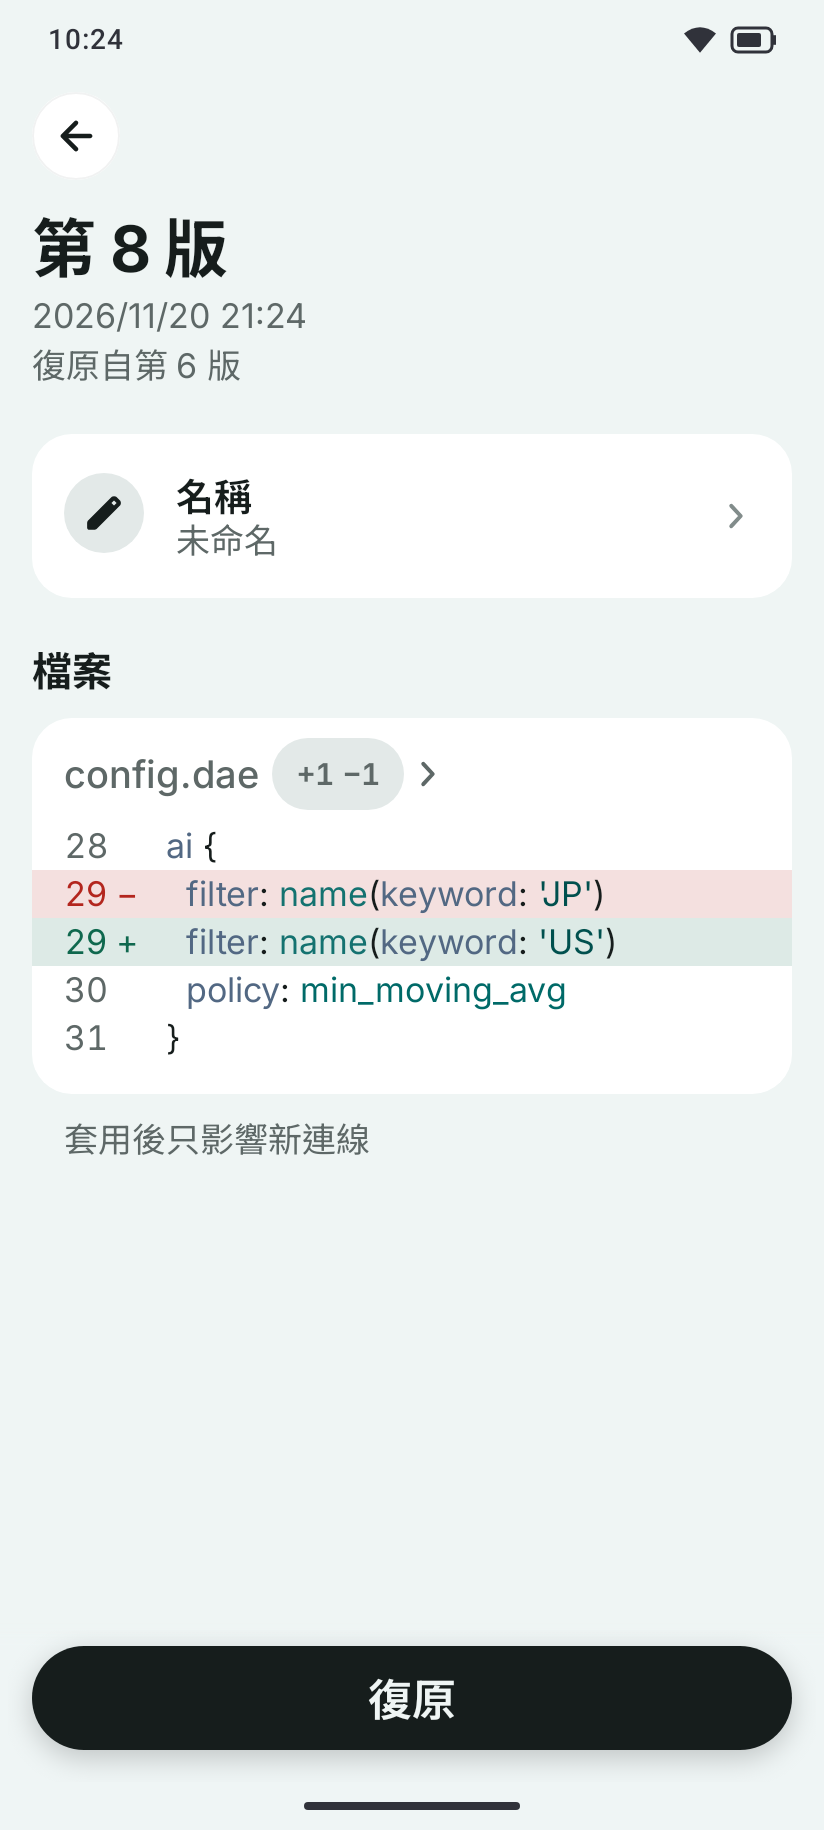 10:24
第 8 版
2026/11/20 21:24
復原自第 6 版
名稱
未命名
檔案
config.dae +1 −1
28 ai {
29 − filter: name(keyword: 'JP')
29 + filter: name(keyword: 'US')
30 policy: min_moving_avg
31 }
套用後只影響新連線
復原